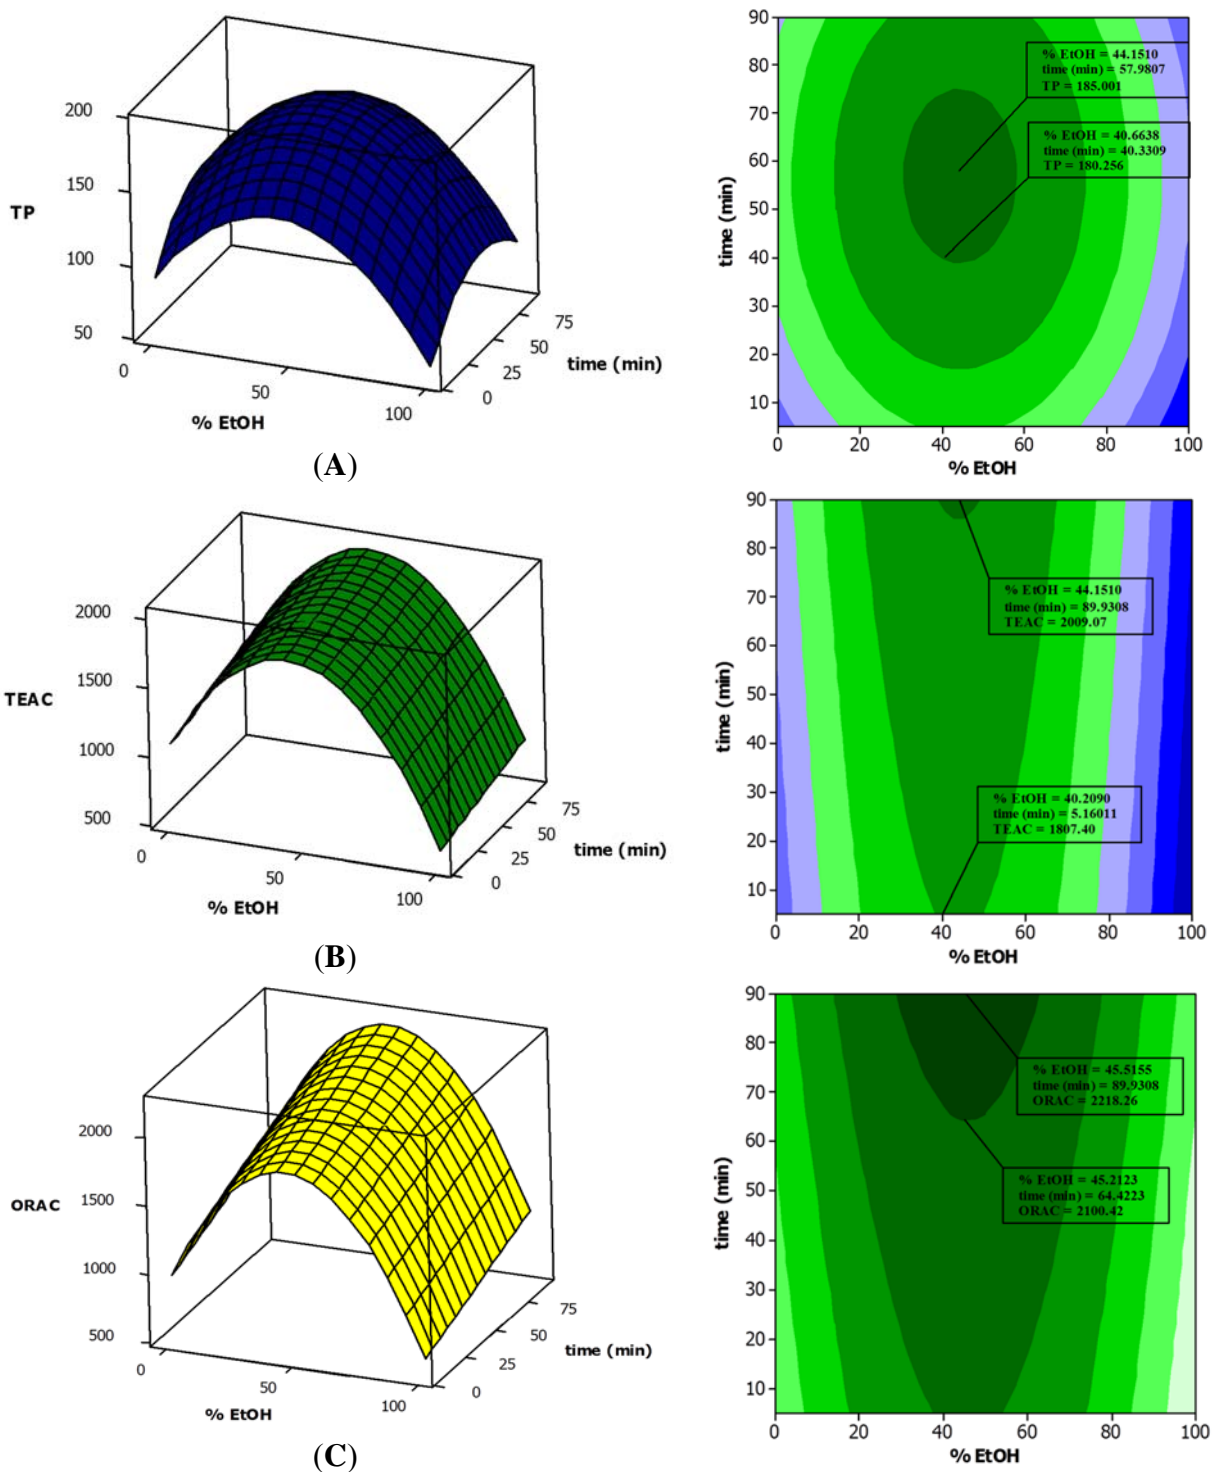 200
150
TP
100
50
0
50
100
% EtOH
0
25
50
75
time (min)
90
80
70
60
50
40
30
20
10
time (min)
0
20
40
60
80
100
% EtOH
% EtOH = 44.1510
time (min) = 57.9807
TP = 185.001
% EtOH = 40.6638
time (min) = 40.3309
TP = 180.256
(A)
2000
1500
TEAC
1000
500
0
50
100
% EtOH
0
25
50
75
time (min)
90
80
70
60
50
40
30
20
10
time (min)
0
20
40
60
80
100
% EtOH
% EtOH = 44.1510
time (min) = 89.9308
TEAC = 2009.07
% EtOH = 40.2090
time (min) = 5.16011
TEAC = 1807.40
(B)
2000
1500
ORAC
1000
500
0
50
100
% EtOH
0
25
50
75
time (min)
90
80
70
60
50
40
30
20
10
time (min)
0
20
40
60
80
100
% EtOH
% EtOH = 45.5155
time (min) = 89.9308
ORAC = 2218.26
% EtOH = 45.2123
time (min) = 64.4223
ORAC = 2100.42
(C)